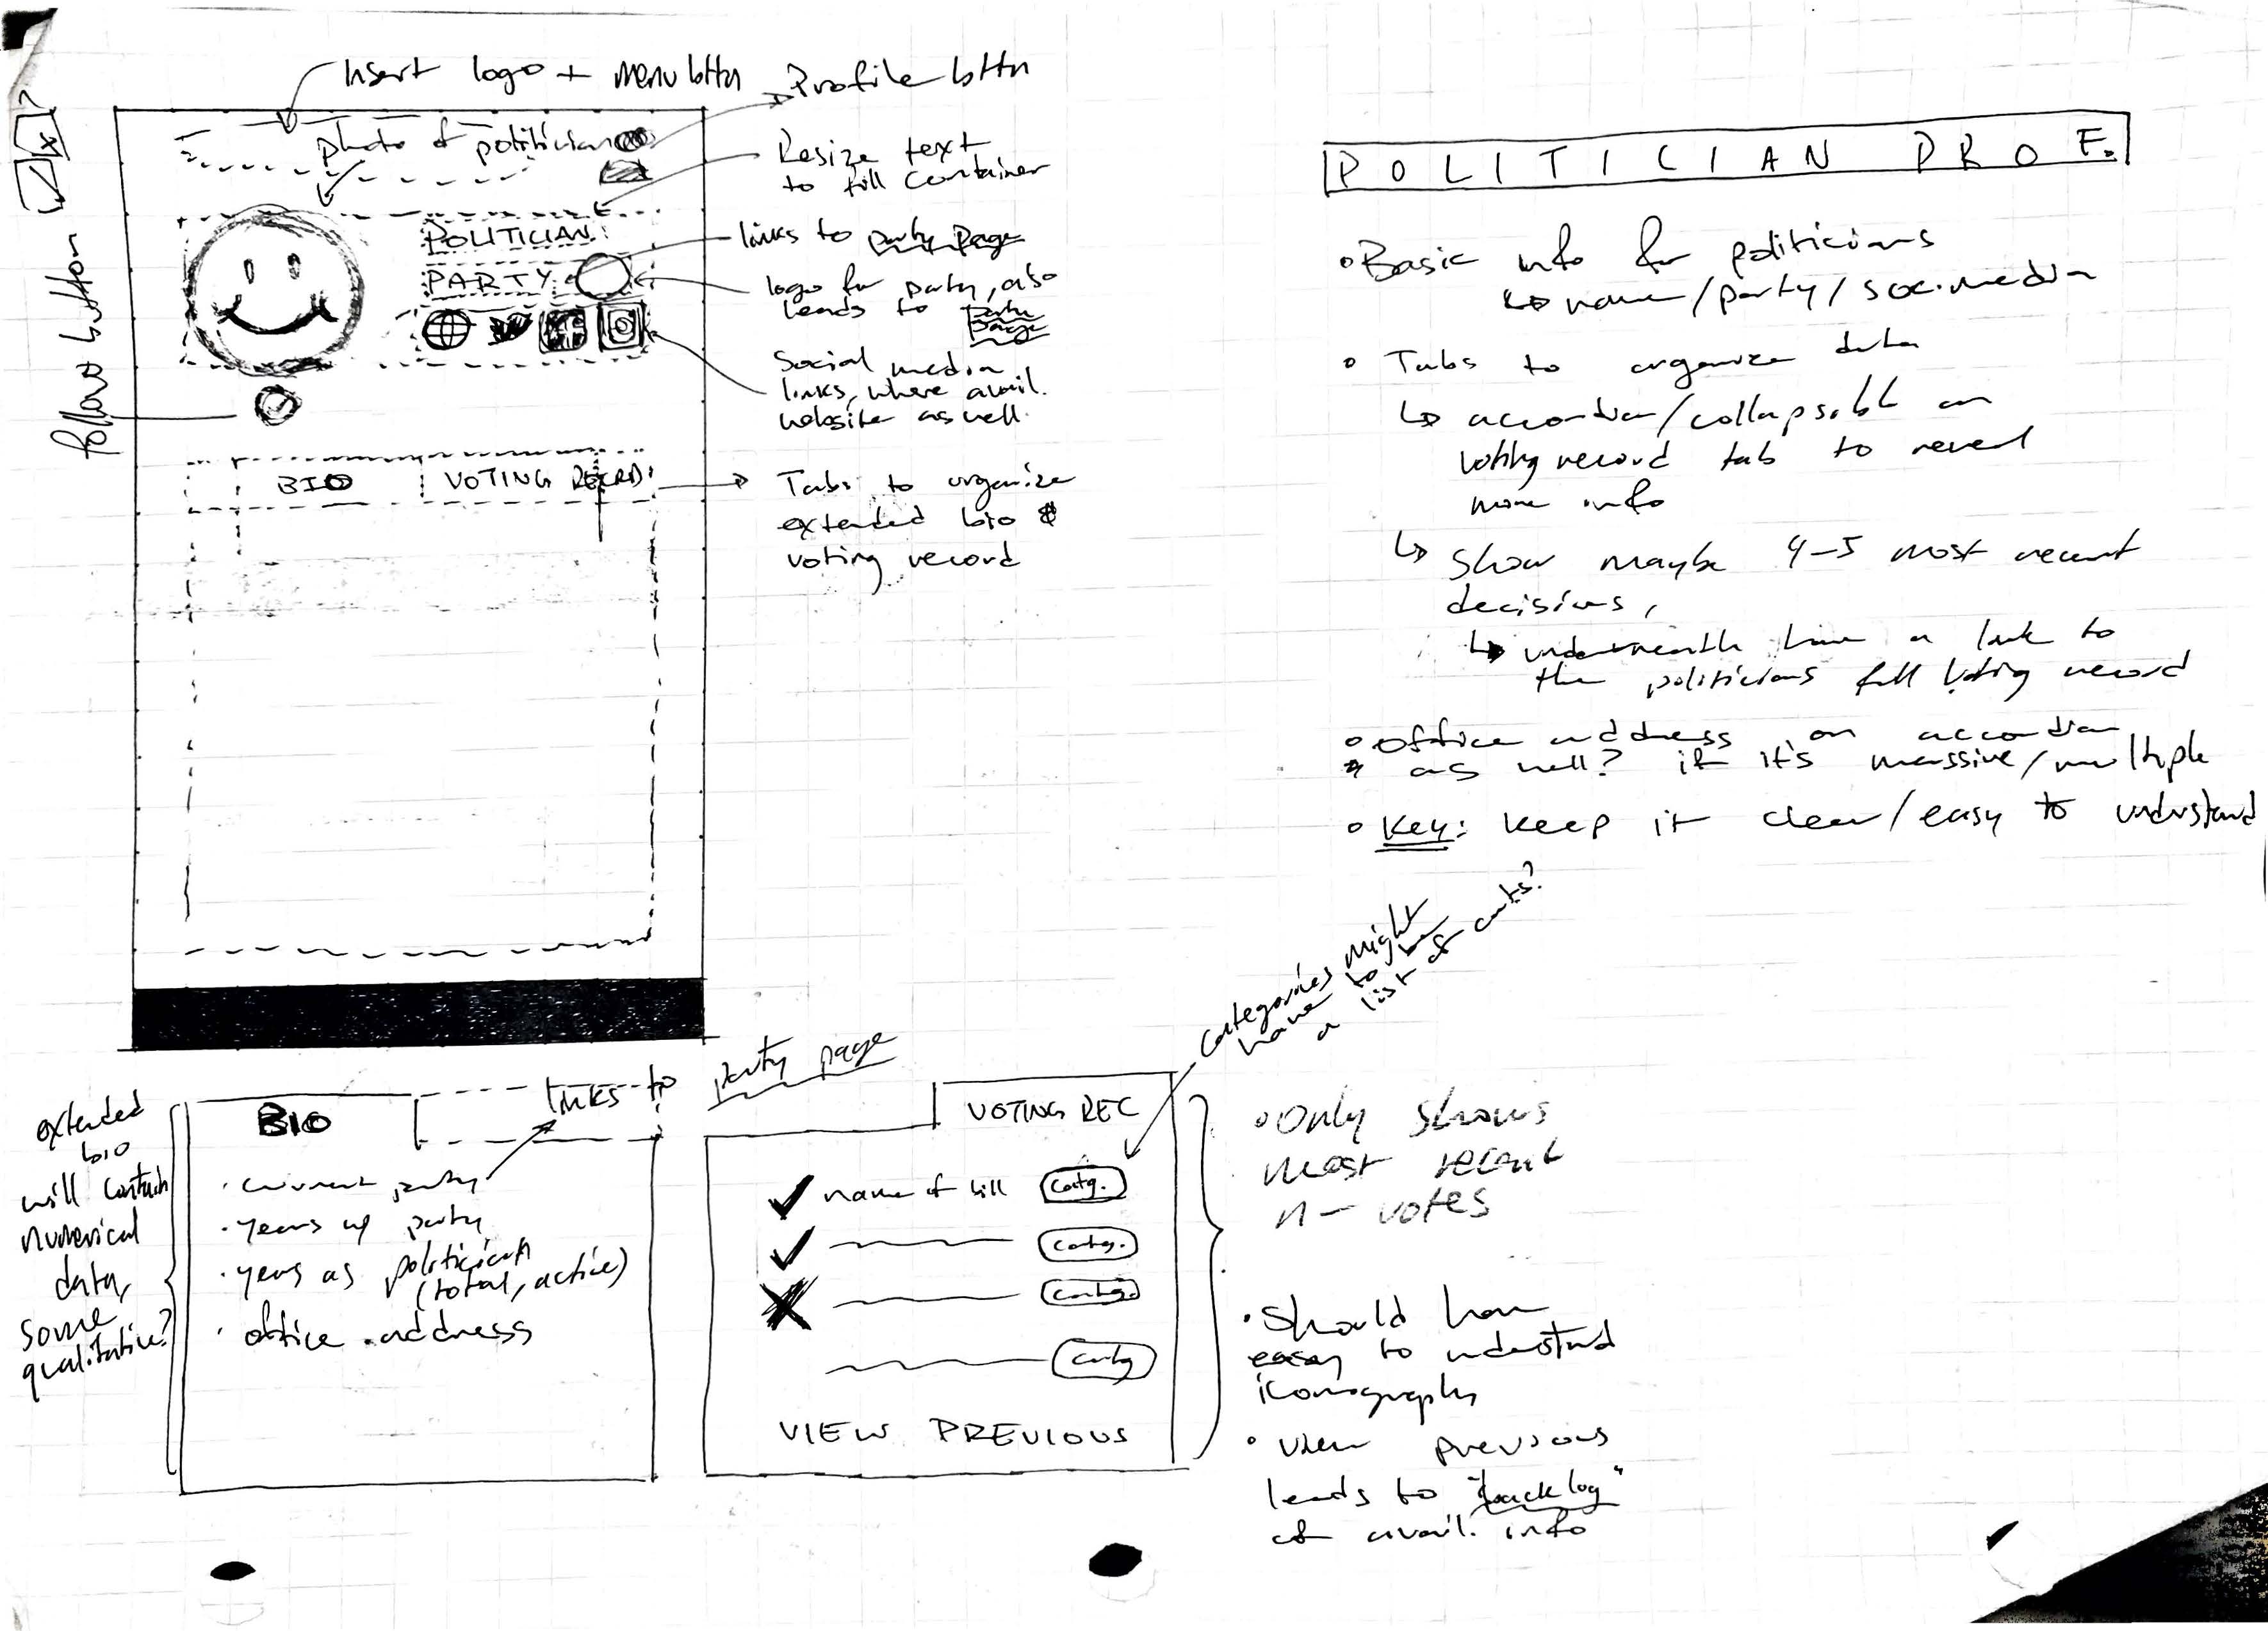 Insert logo + menu bttn
Profile bttn
photo of politician
Resize text
to fill container
POLITICIAN
links to party page
PARTY
logo for party, also
leads to party
page
Social media
links, where avail.
website as well.
follow button
BIO
VOTING RECRD
Tabs to organize
extended bio &
voting record
POLITICIAN PROF.
Basic info for politicians
↳ name/party/soc.media
Tabs to organize data
↳ accordian/collapsible on
voting record tab to reveal
more info
↳ Show maybe 4-5 most recent
decisions,
↳ underneath have a link to
the politicians full voting record
office address on accordian
* as well? if it's massive/multiple
Key: keep it clear/easy to understand
extended
bio
will contain
numerical
data,
some
qualitative?
BIO
links to
party page
· current party
· years w/ party
· years as politician
(total, active)
· office address
categories might
have to be
a list of cats?
VOTING REC
name of bill
Catg.
Catg.
Catg.
Catg
VIEW PREVIOUS
Only shows
most recent
n- votes
· Should have
easy to understand
iconography
· view previous
leads to "backlog"
of avail. info